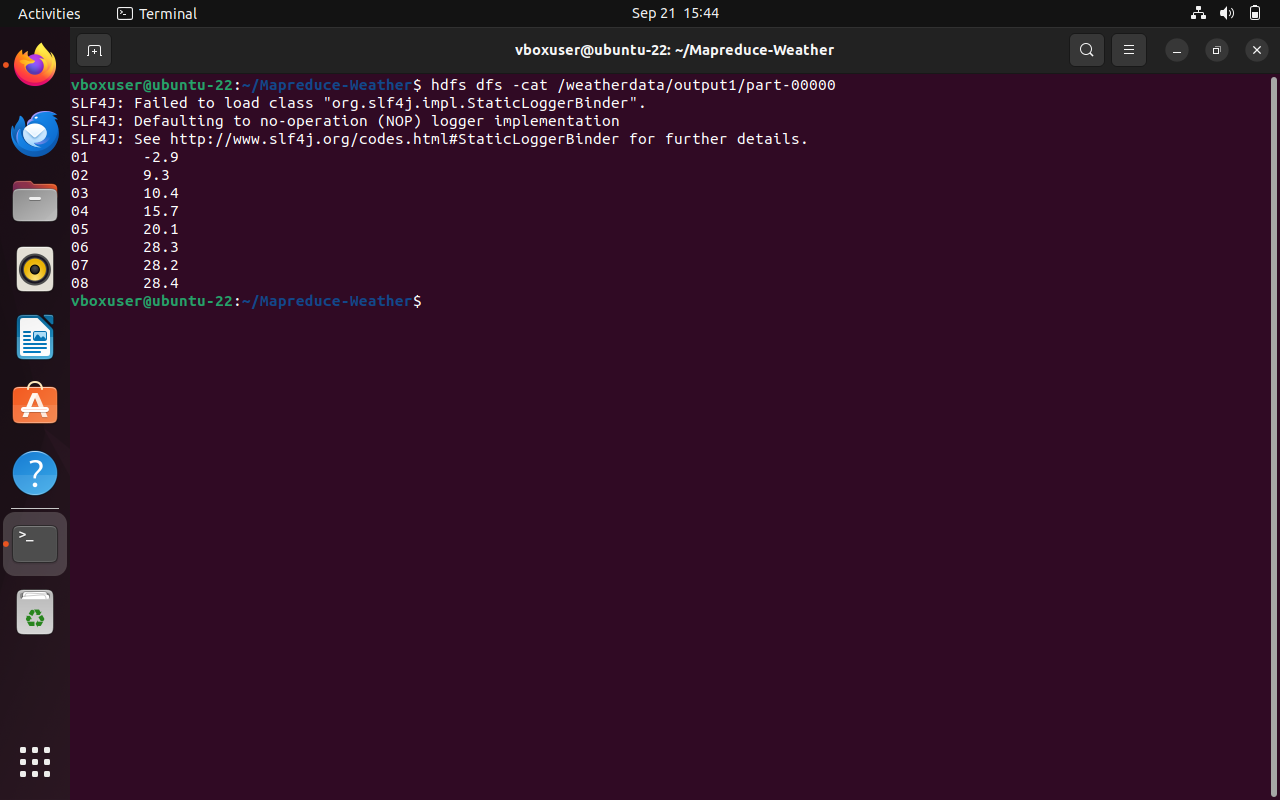 Activities Terminal Sep 21 15:44
vboxuser@ubuntu-22: ~/Mapreduce-Weather
vboxuser@ubuntu-22:~/Mapreduce-Weather$ hdfs dfs -cat /weatherdata/output1/part-00000
SLF4J: Failed to load class "org.slf4j.impl.StaticLoggerBinder".
SLF4J: Defaulting to no-operation (NOP) logger implementation
SLF4J: See http://www.slf4j.org/codes.html#StaticLoggerBinder for further details.
01 -2.9
02 9.3
03 10.4
04 15.7
05 20.1
06 28.3
07 28.2
08 28.4
vboxuser@ubuntu-22:~/Mapreduce-Weather$